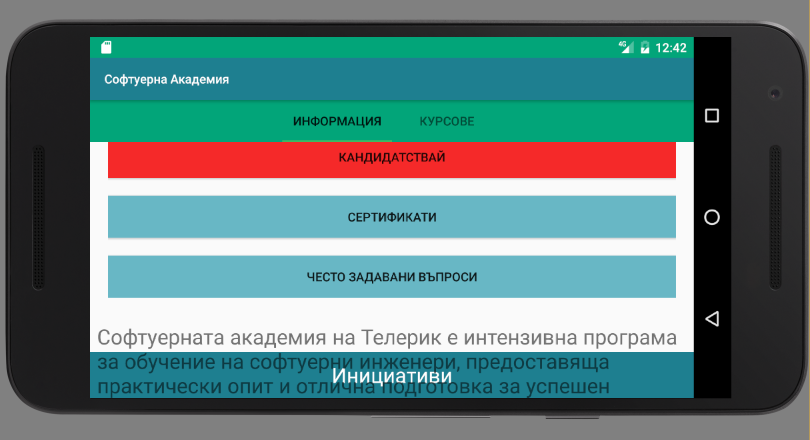 4G 12:42
Софтуерна Академия
ИНФОРМАЦИЯ КУРСОВЕ
КАНДИДАТСТВАЙ
СЕРТИФИКАТИ
ЧЕСТО ЗАДАВАНИ ВЪПРОСИ
Софтуерната академия на Телерик е интензивна програма
за обучение на софтуерни инженери, предоставяща
практически опит и отлична подготовка за успешен
Инициативи